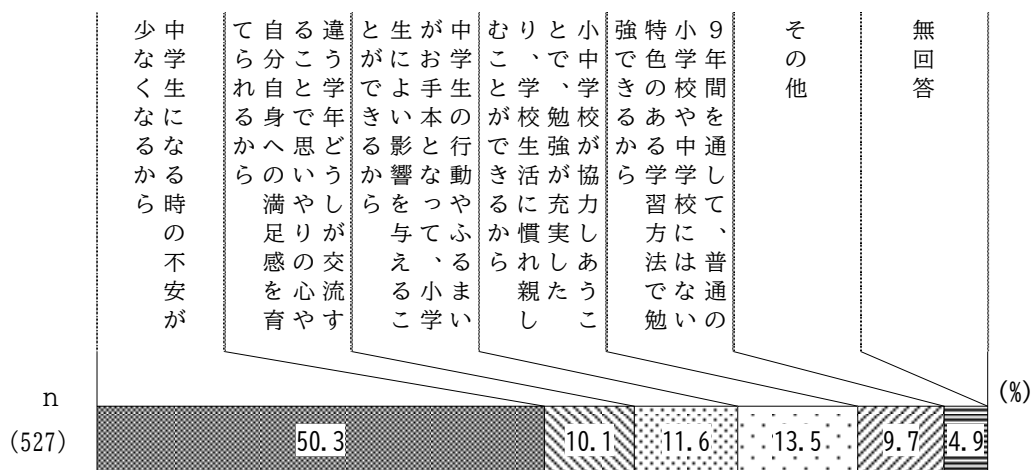 中学生になる時の不安が
少なくなるから
違う学年どうしが交流す
ることで思いやりの心や
自分自身への満足感を育
てられるから
中学生の行動やふるまい
がお手本となって、小学
生によい影響を与えるこ
とができるから
小中学校が協力しあうこ
とで、勉強が充実した
り、学校生活に慣れ親し
むことができるから
９年間を通して、普通の
小学校や中学校にはない
特色のある学習方法で勉
強できるから
その他
無回答
(%)
n
(527)
50.3
10.1
11.6
13.5
9.7
4.9